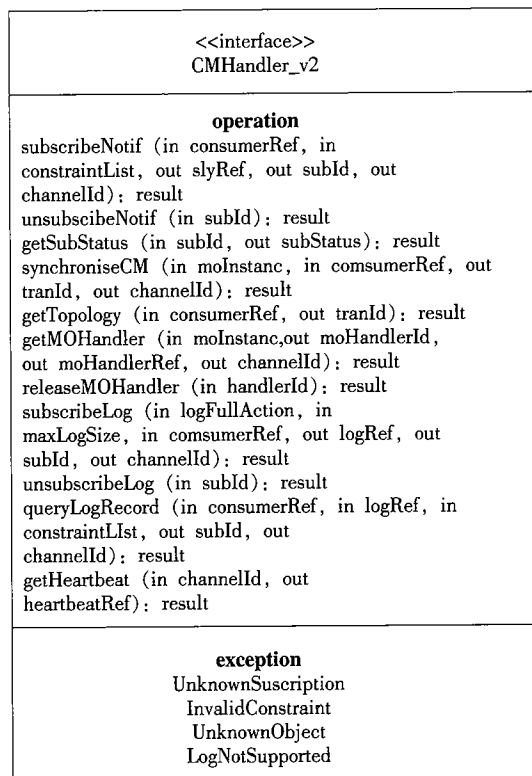 <<interface>>
CMHandler_v2
operation
subscribeNotif (in consumerRef, in
constraintList, out slyRef, out subId, out
channelId): result
unsubscibeNotif (in subId): result
getSubStatus (in subId, out subStatus): result
synchroniseCM (in moInstanc, in comsumerRef, out
tranId, out channelId): result
getTopology (in consumerRef, out tranId): result
getMOHandler (in moInstanc,out moHandlerId,
out moHandlerRef, out channelId): result
releaseMOHandler (in handlerId): result
subscribeLog (in logFullAction, in
maxLogSize, in comsumerRef, out logRef, out
subId, out channelId): result
unsubscribeLog (in subId): result
queryLogRecord (in consumerRef, in logRef, in
constraintLIst, out subId, out
channelId): result
getHeartbeat (in channelId, out
heartbeatRef): result
exception
UnknownSuscription
InvalidConstraint
UnknownObject
LogNotSupported